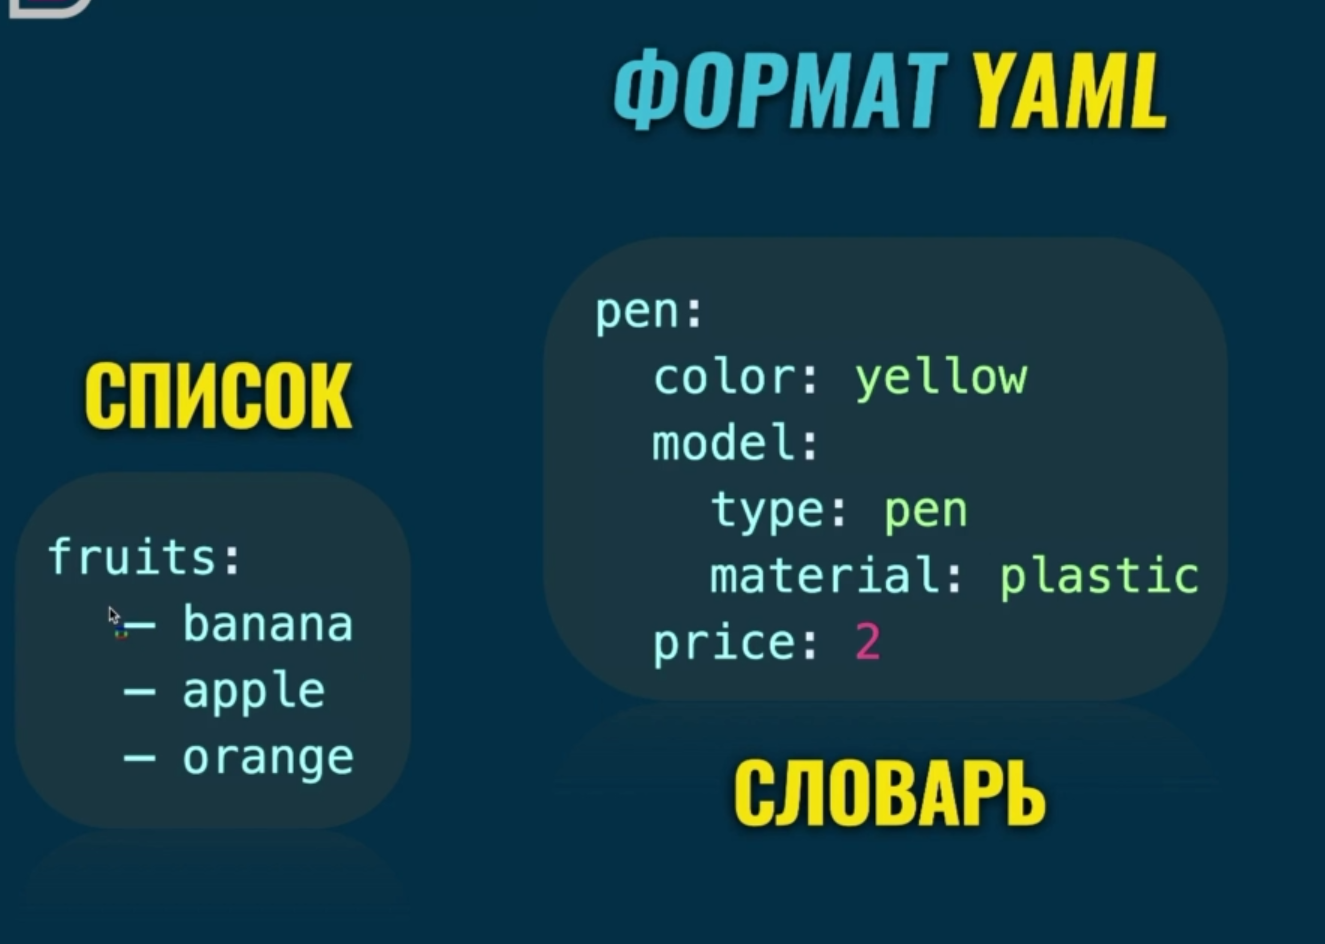 ФОРМАТ YAML
СПИСОК
fruits:
  – banana
  – apple
  – orange
pen:
  color: yellow
  model:
    type: pen
    material: plastic
  price: 2
СЛОВАРЬ